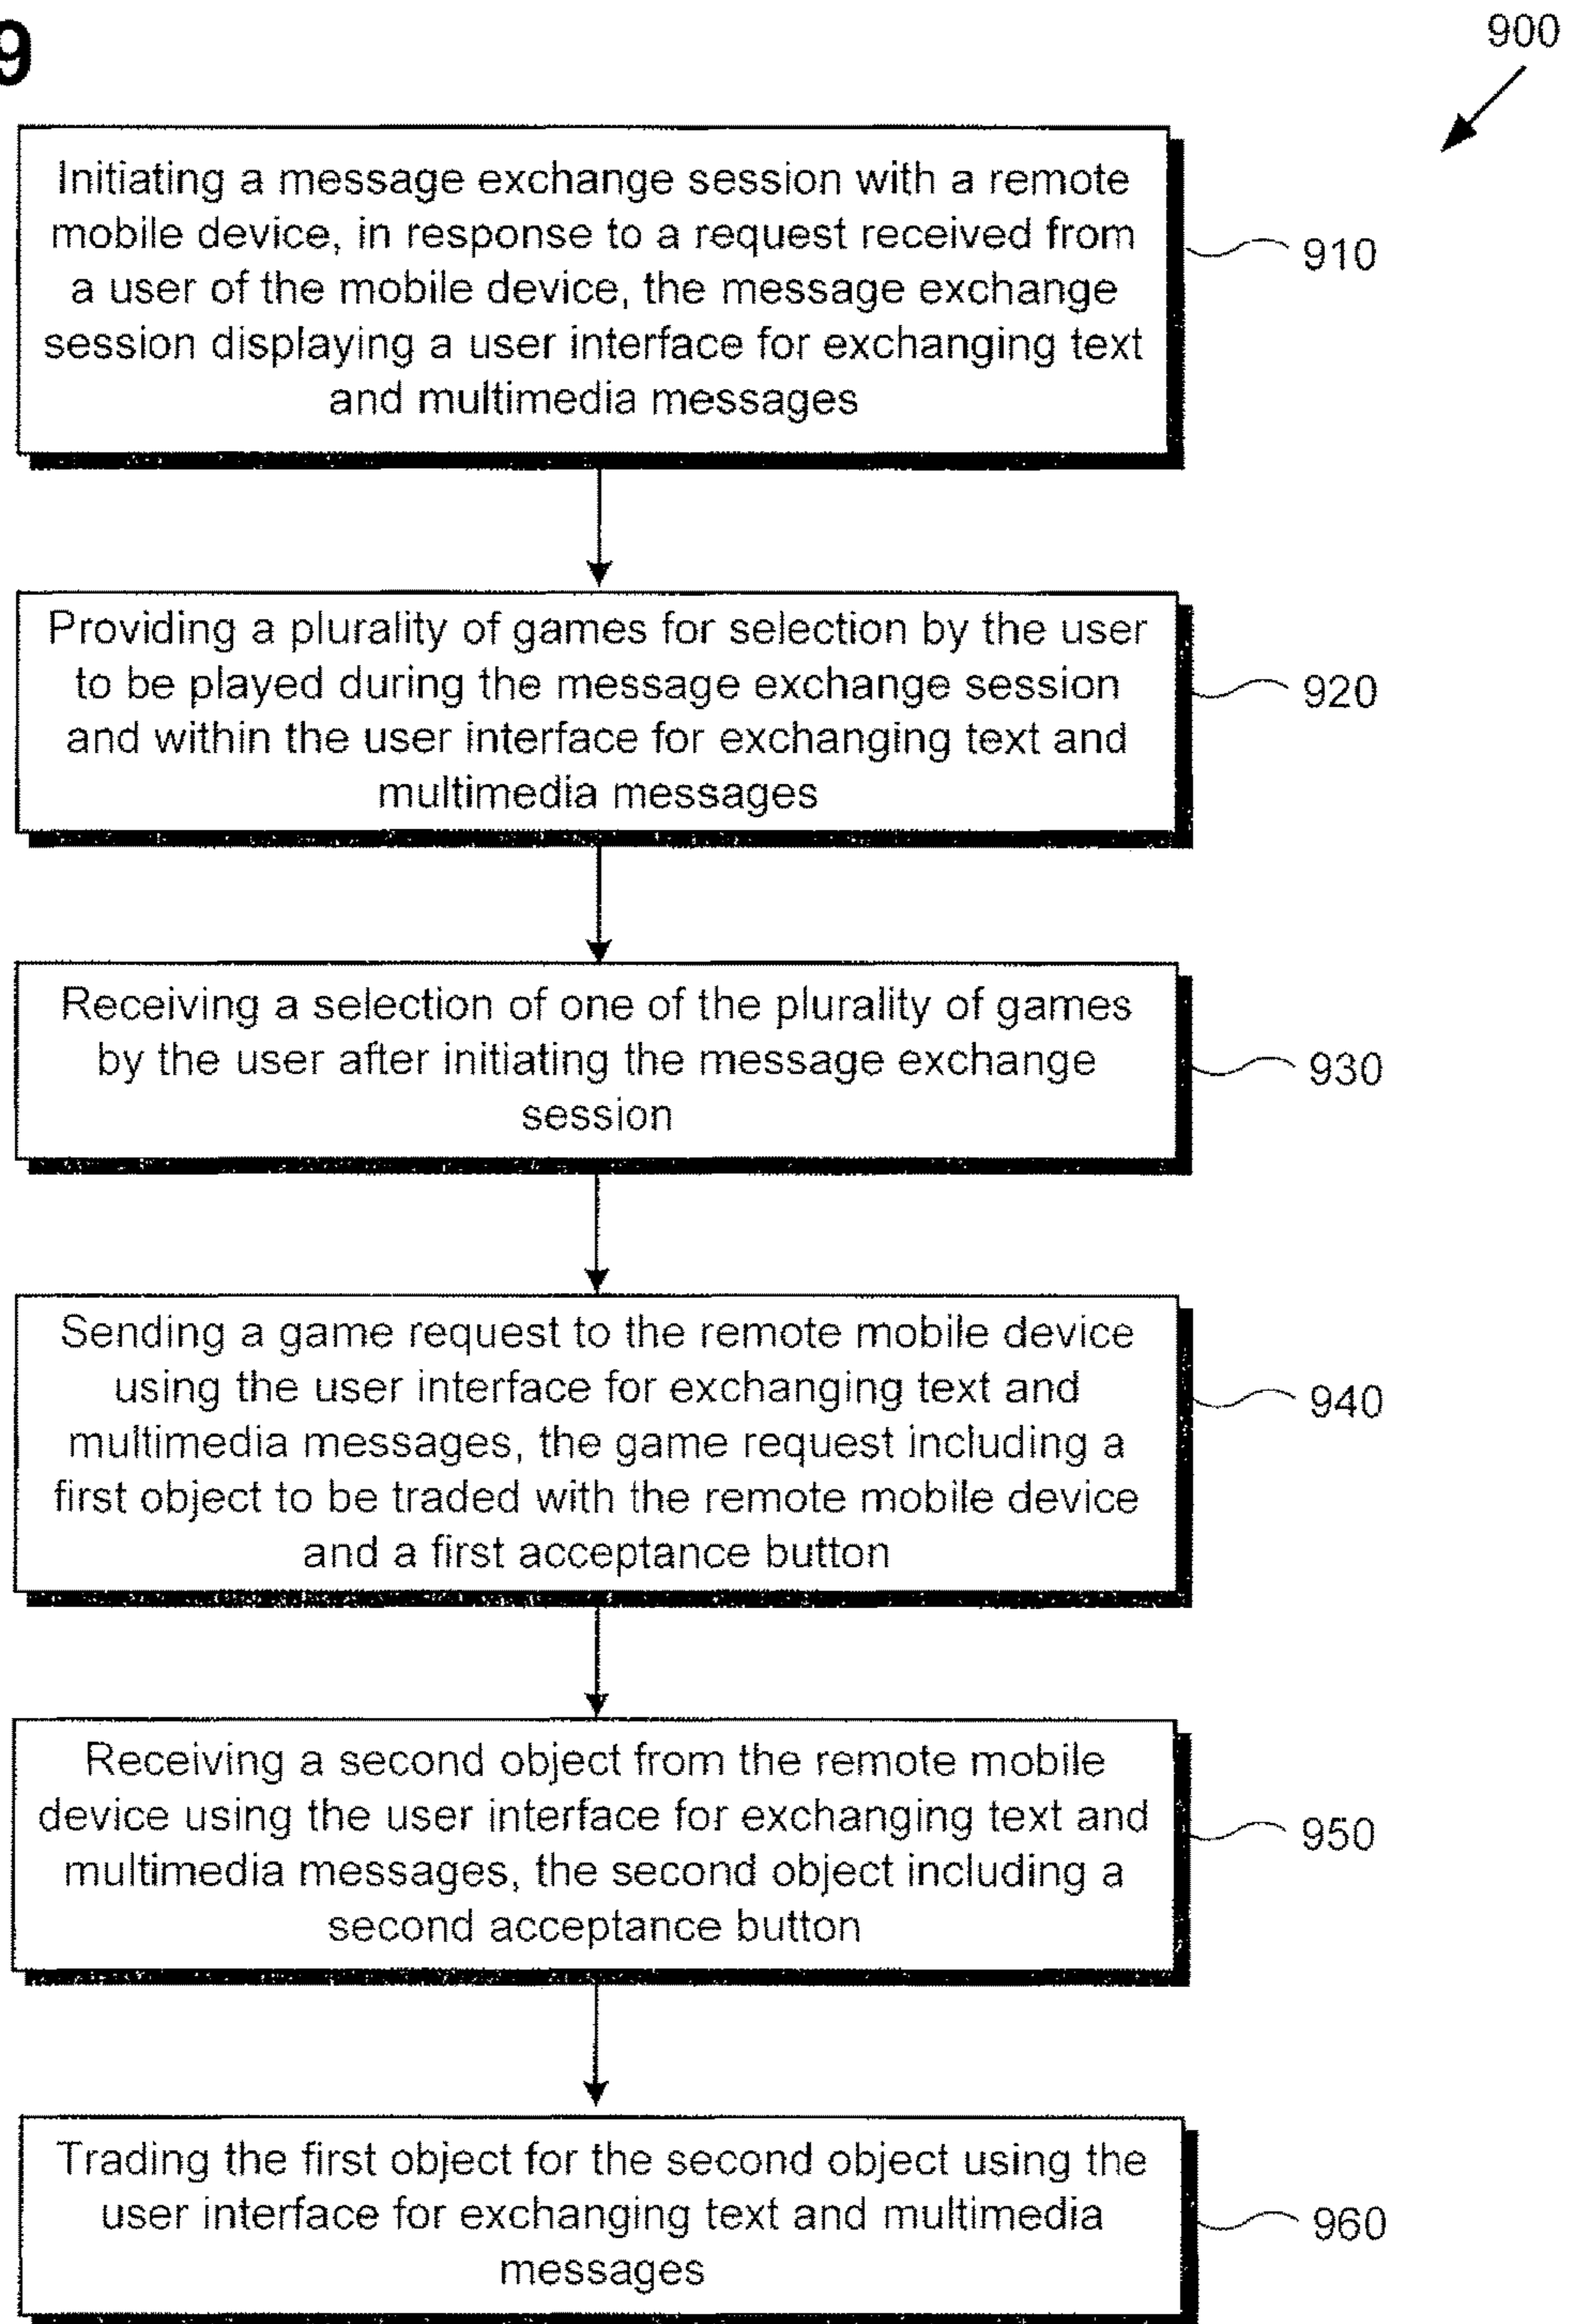 9
900
Initiating a message exchange session with a remote
mobile device, in response to a request received from
a user of the mobile device, the message exchange
session displaying a user interface for exchanging text
and multimedia messages
910
Providing a plurality of games for selection by the user
to be played during the message exchange session
and within the user interface for exchanging text and
multimedia messages
920
Receiving a selection of one of the plurality of games
by the user after initiating the message exchange
session
930
Sending a game request to the remote mobile device
using the user interface for exchanging text and
multimedia messages, the game request including a
first object to be traded with the remote mobile device
and a first acceptance button
940
Receiving a second object from the remote mobile
device using the user interface for exchanging text and
multimedia messages, the second object including a
second acceptance button
950
Trading the first object for the second object using the
user interface for exchanging text and multimedia
messages
960